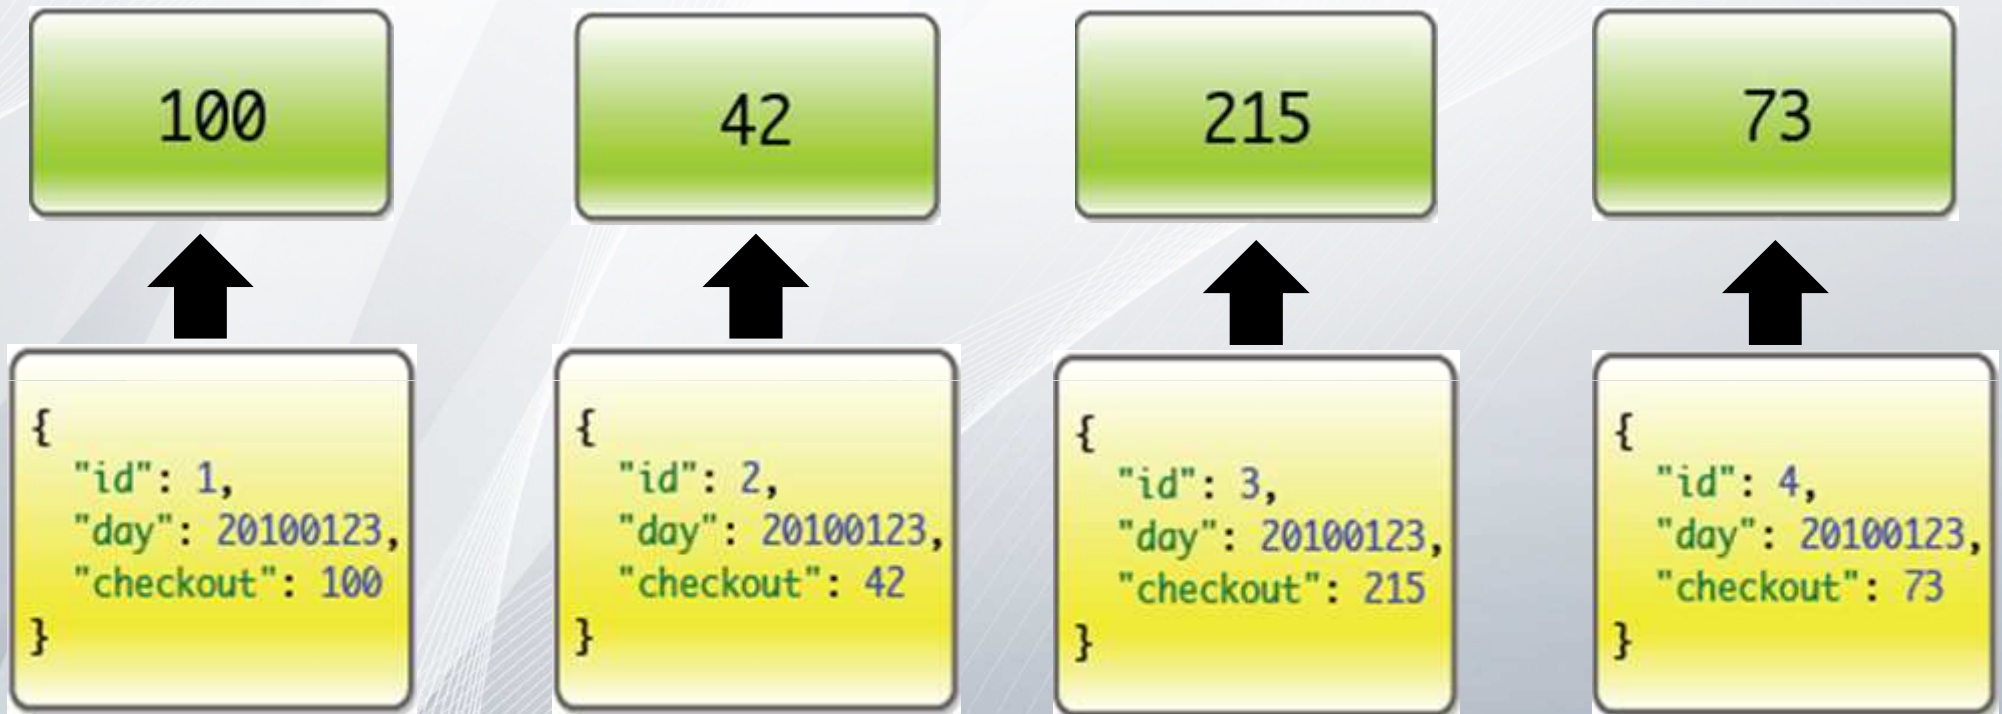 100
42
215
73
{
"id": 1,
"day": 20100123,
"checkout": 100
}
{
"id": 2,
"day": 20100123,
"checkout": 42
}
{
"id": 3,
"day": 20100123,
"checkout": 215
}
{
"id": 4,
"day": 20100123,
"checkout": 73
}